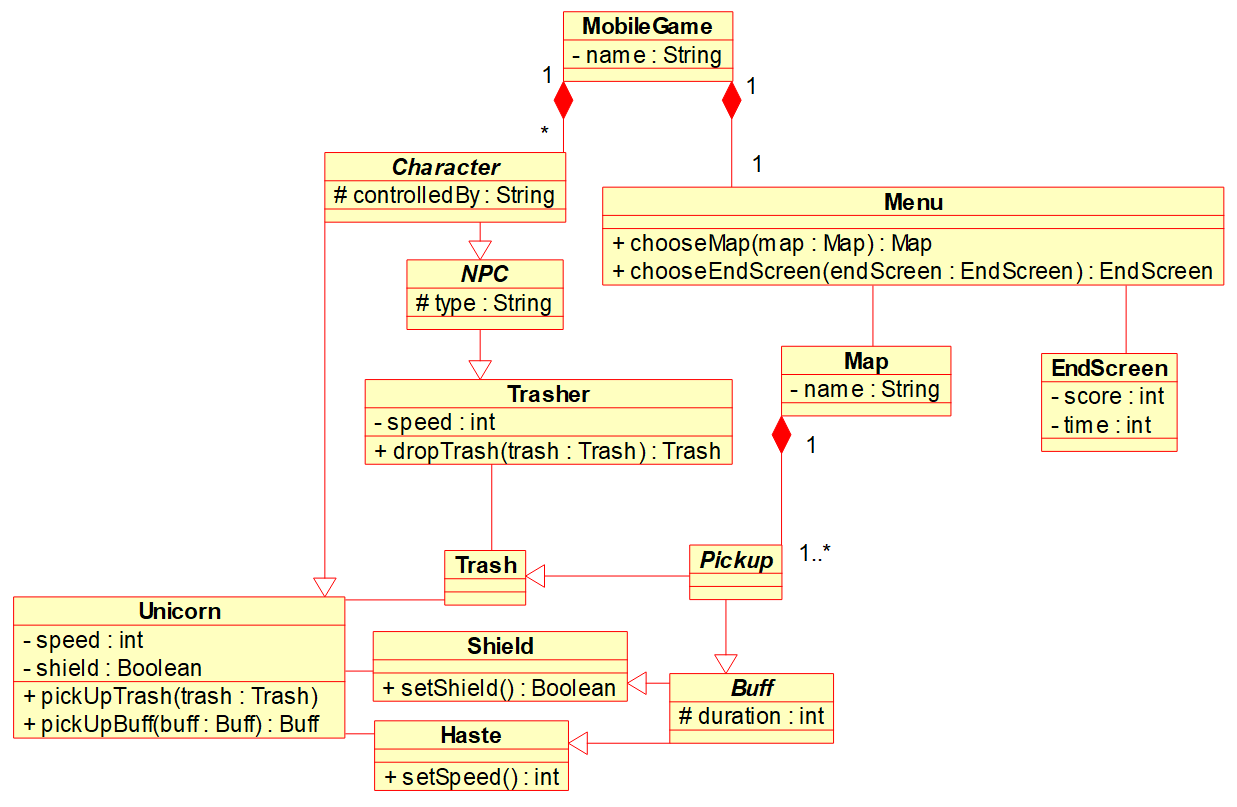 MobileGame
- name : String
1
1
*
1
Character
# controlledBy : String
Menu
+ chooseMap(map : Map) : Map
+ chooseEndScreen(endScreen : EndScreen) : EndScreen
NPC
# type : String
Map
- name : String
EndScreen
- score : int
- time : int
Trasher
- speed : int
+ dropTrash(trash : Trash) : Trash
1
1..*
Trash
Pickup
Unicorn
- speed : int
- shield : Boolean
+ pickUpTrash(trash : Trash)
+ pickUpBuff(buff : Buff) : Buff
Shield
+ setShield() : Boolean
Buff
# duration : int
Haste
+ setSpeed() : int